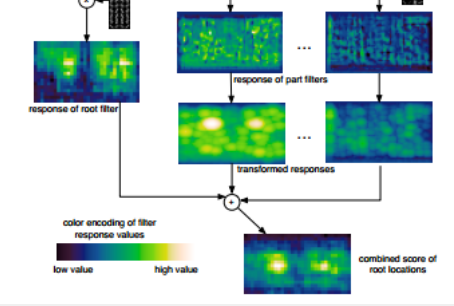 ...
response of part filters
response of root filter
...
transformed responses
+
color encoding of filter
response values
low value
high value
combined score of
root locations